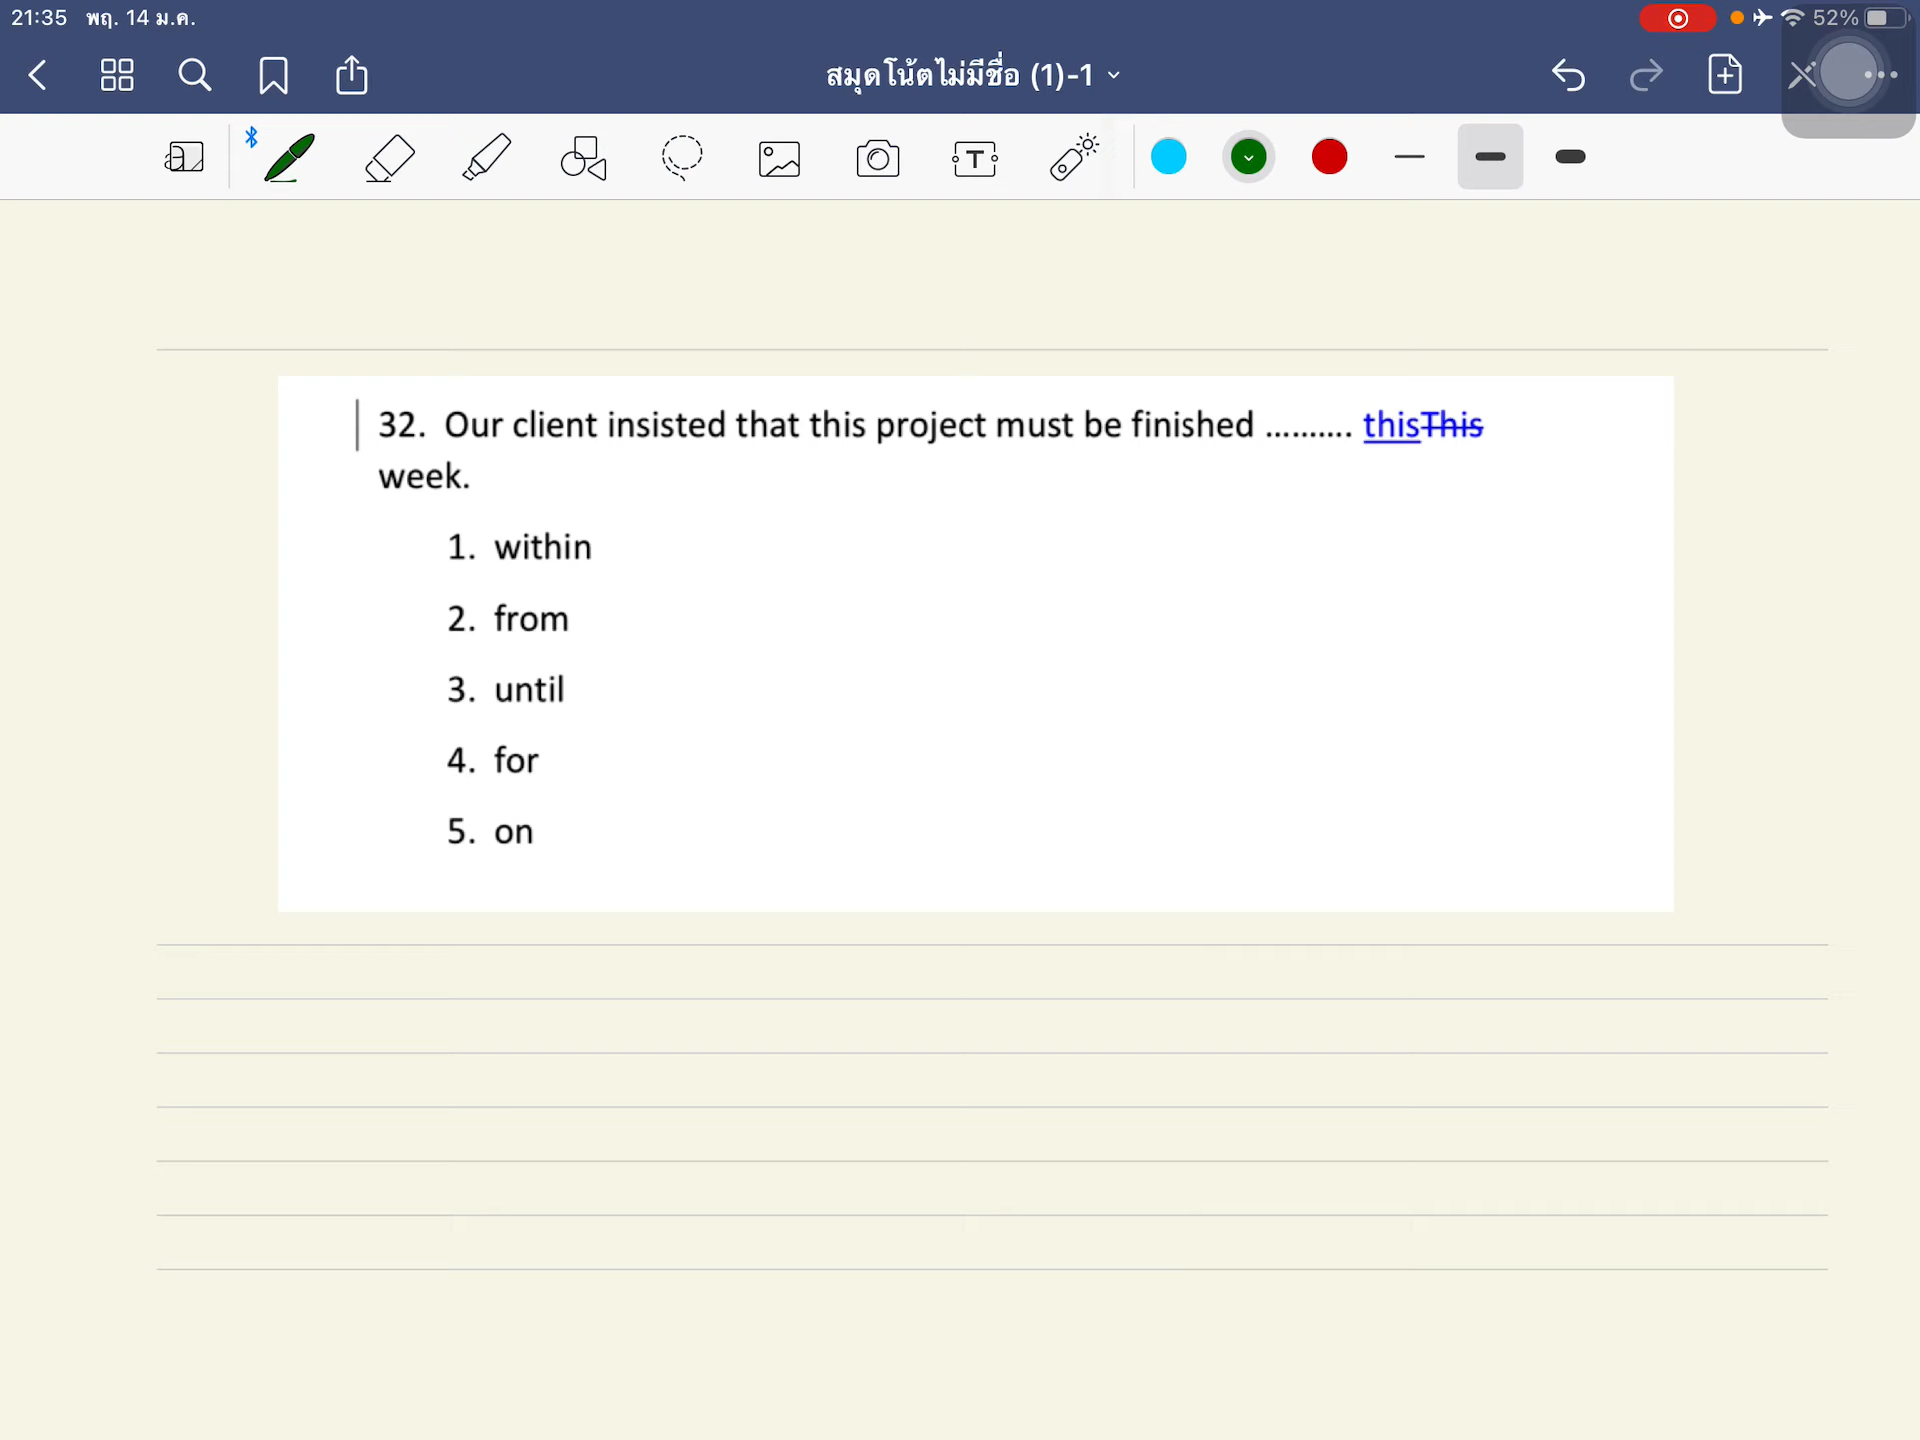 21:35 พฤ. 14 ม.ค.
52%
สมุดโน้ตไม่มีชื่อ (1)-1
32. Our client insisted that this project must be finished .......... thisThis
week.
1. within
2. from
3. until
4. for
5. on